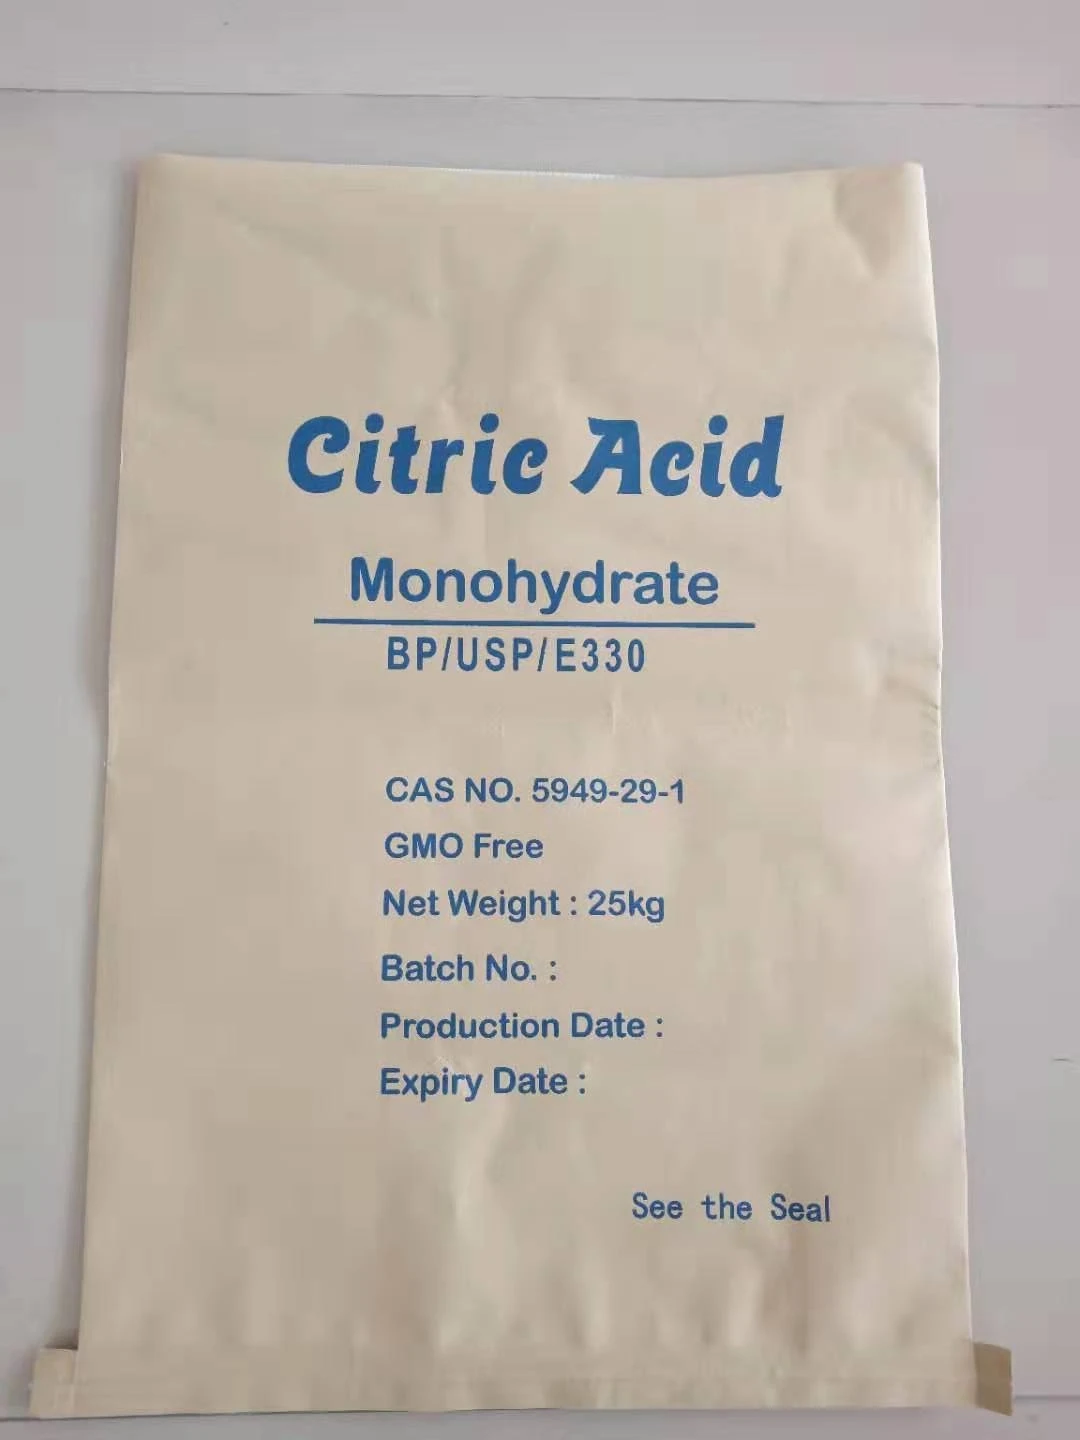 Citric Acid
Monohydrate
BP/USP/E330
CAS NO. 5949-29-1
GMO Free
Net Weight : 25kg
Batch No. :
Production Date :
Expiry Date :
See the Seal